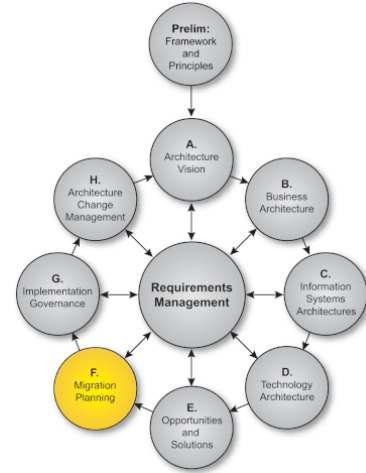 Prelim:
Framework
and
Principles
A.
Architecture
Vision
B.
Business
Architecture
C.
Information
Systems
Architectures
D.
Technology
Architecture
E.
Opportunities
and
Solutions
F.
Migration
Planning
G.
Implementation
Governance
H.
Architecture
Change
Management
Requirements
Management